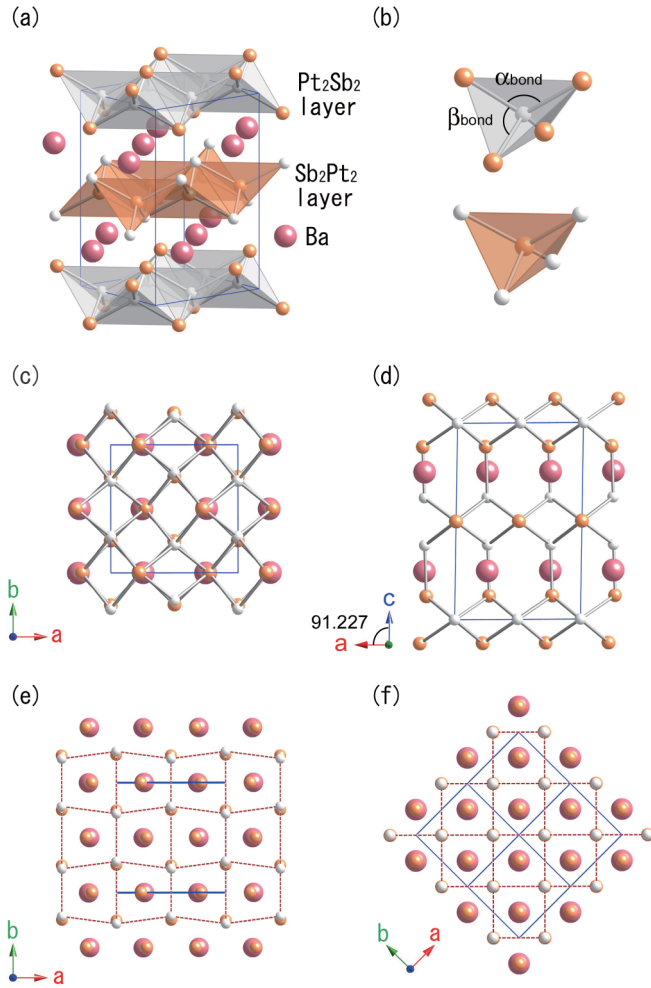 (a)
(b)
Pt₂Sb₂
layer
αbond
βbond
Sb₂Pt₂
layer
Ba
(c)
(d)
b
a
91.227
c
a
(e)
(f)
b
a
b
a